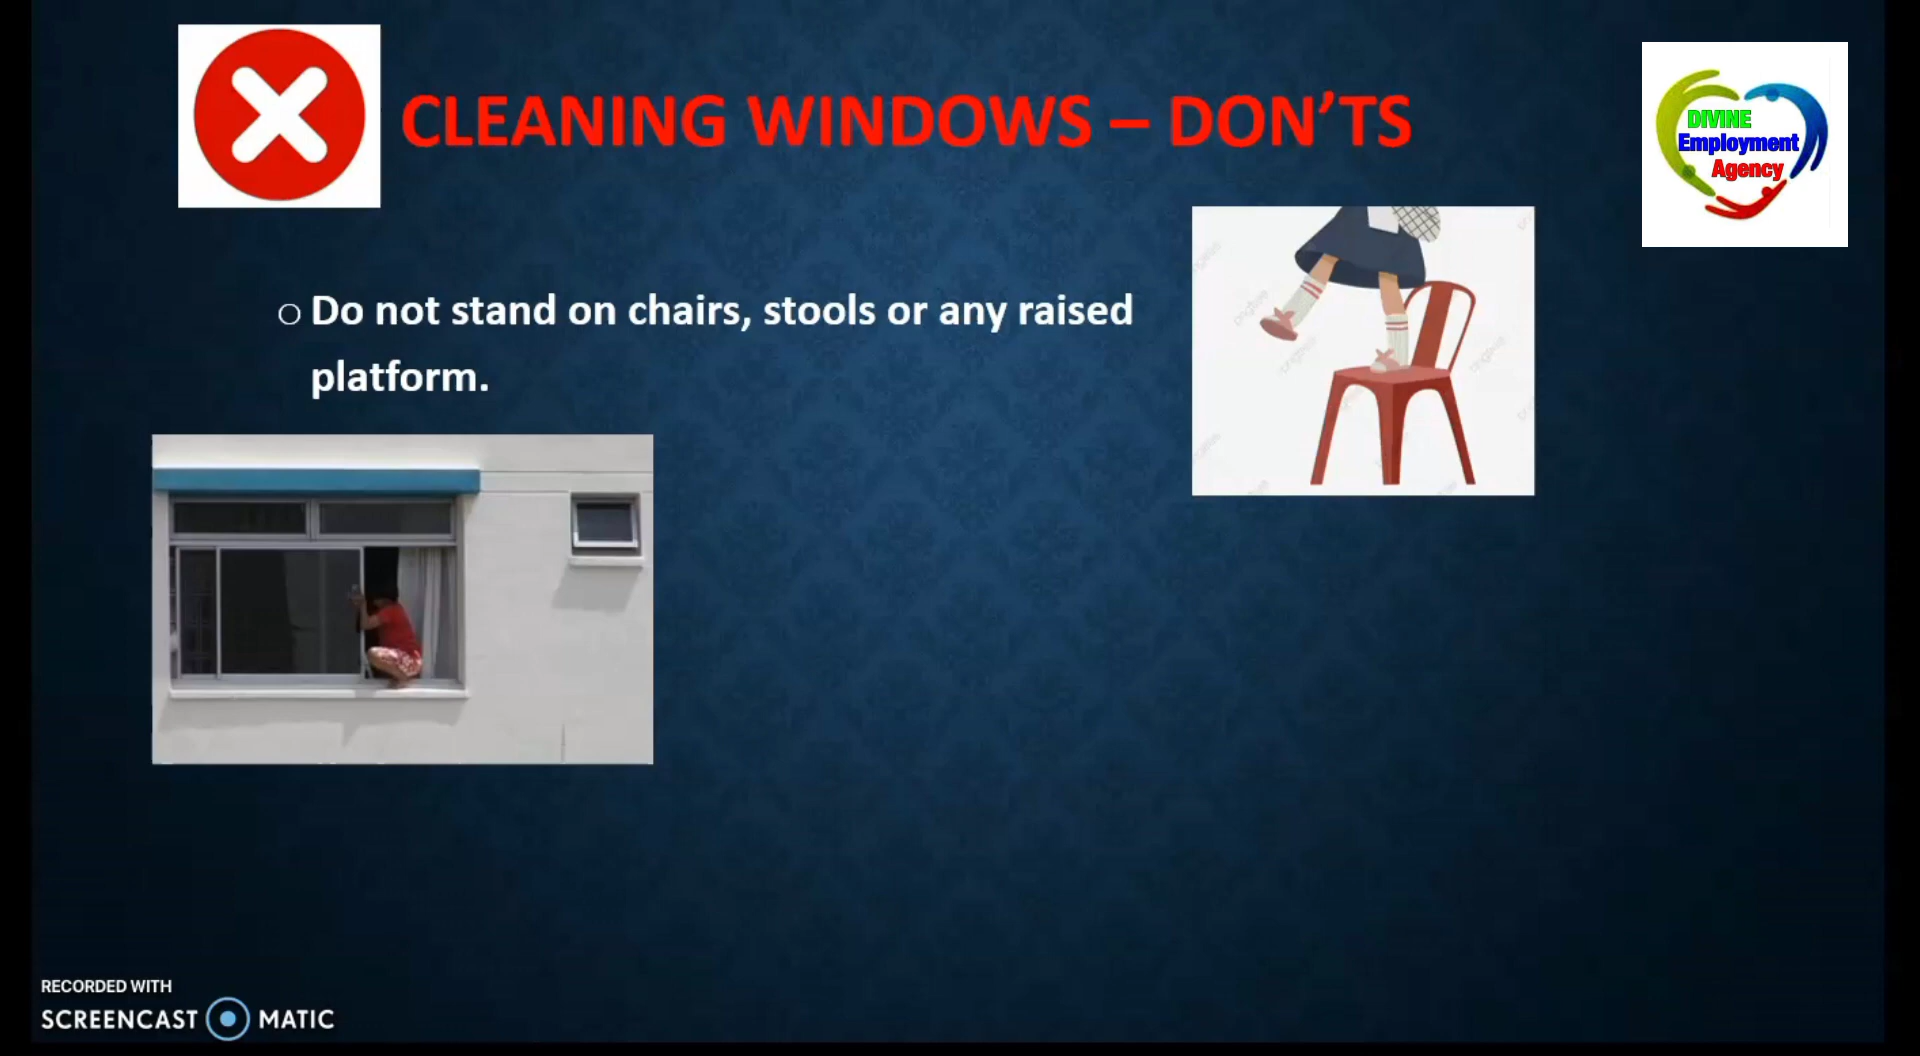 CLEANING WINDOWS – DON'TS
DIVINE
Employment
Agency
Do not stand on chairs, stools or any raised
platform.
RECORDED WITH
SCREENCAST MATIC